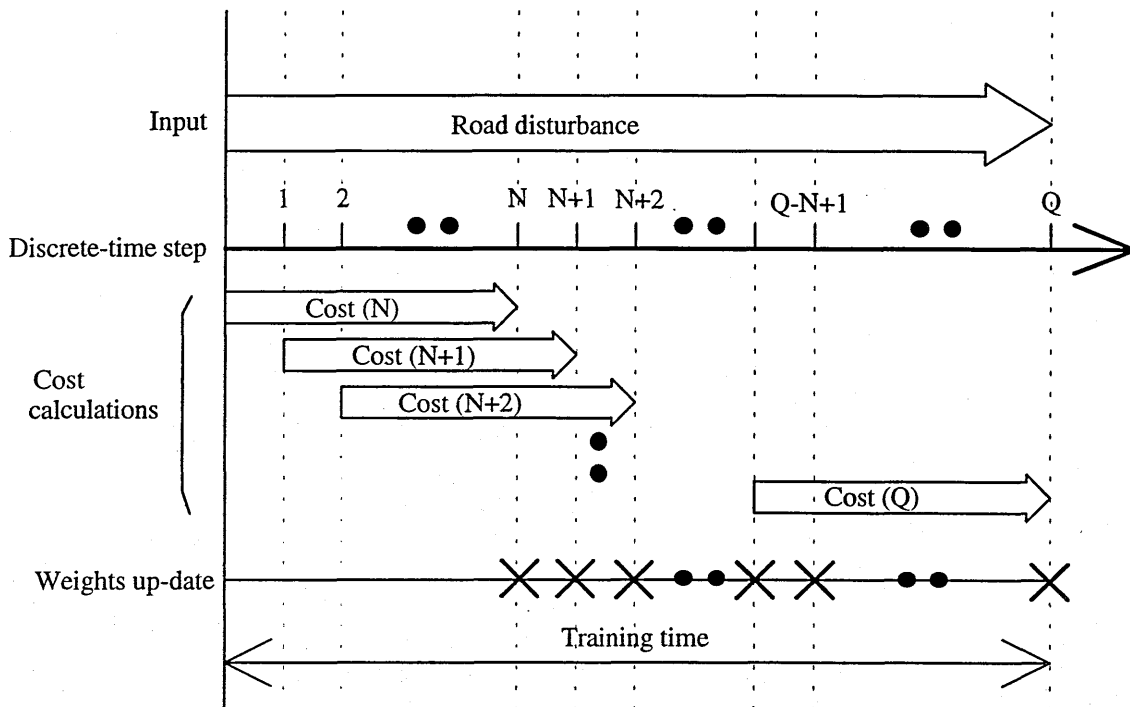 Input
Road disturbance
1 2 N N+1 N+2 Q-N+1 Q
Discrete-time step
Cost (N)
Cost (N+1)
Cost
calculations
Cost (N+2)
Cost (Q)
Weights up-date
Training time